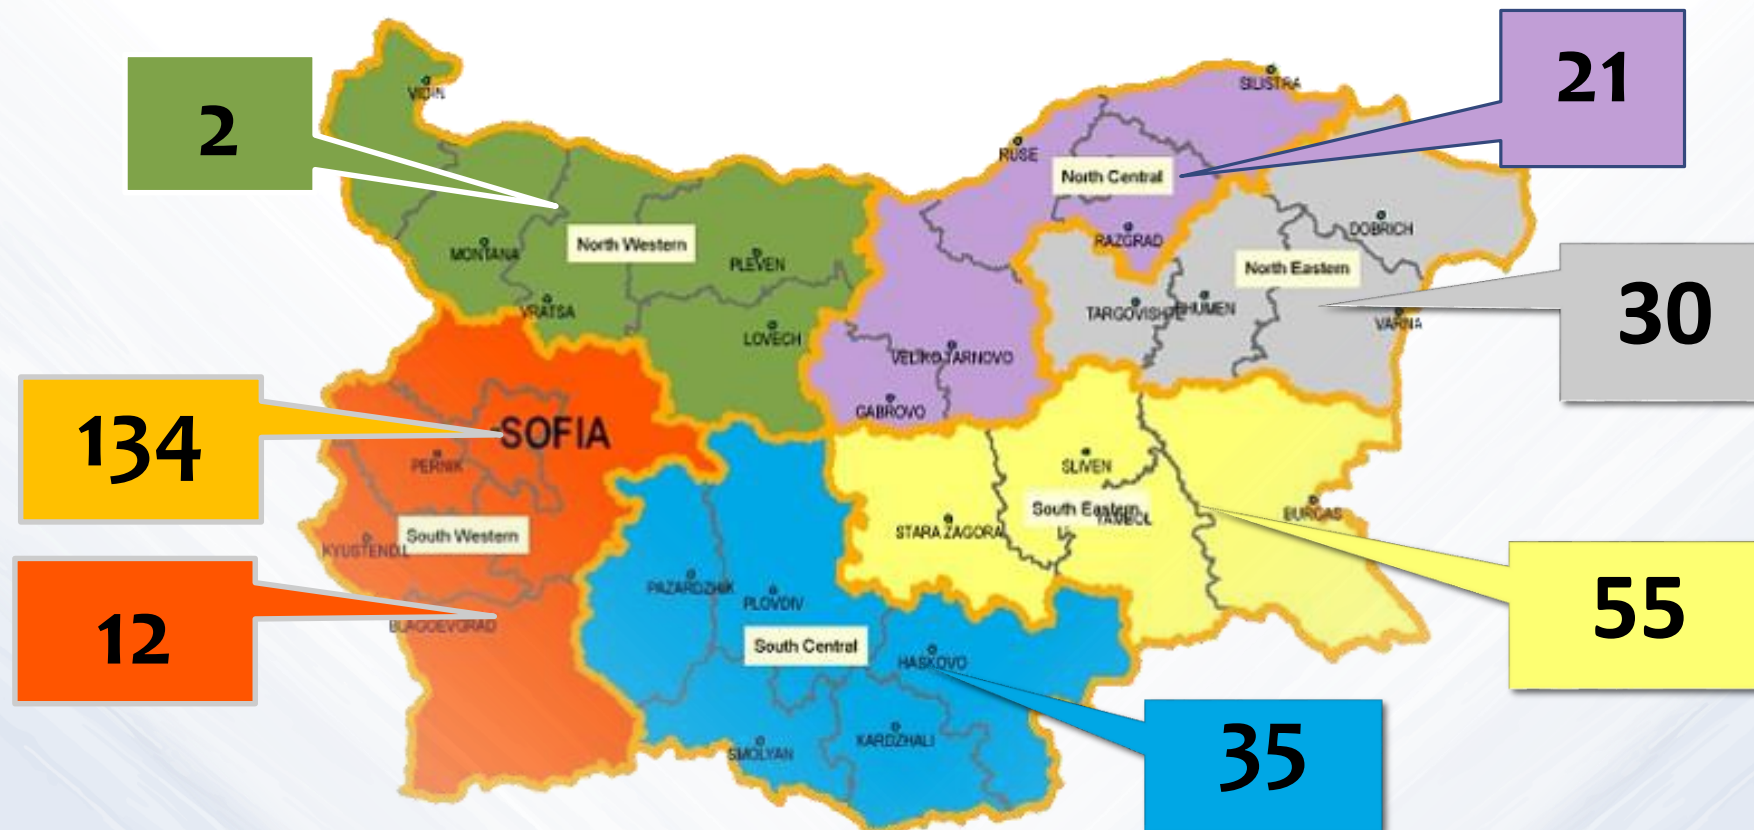 21
SILISTRA
2
VIDIN
RUSE
North Central
DOBRICH
RAZGRAD
North Western
MONTANA
PLEVEN
North Eastern
30
VRATSA
TARGOVISHTE
SHUMEN
VARNA
LOVECH
VELIKO TARNOVO
GABROVO
134
SOFIA
PERNIK
SLIVEN
South Eastern
YAMBOL
BURGAS
STARA ZAGORA
South Western
KYUSTENDIL
PAZARDZHIK
PLOVDIV
55
12
BLAGOEVGRAD
South Central
HASKOVO
KARDZHALI
SMOLYAN
35